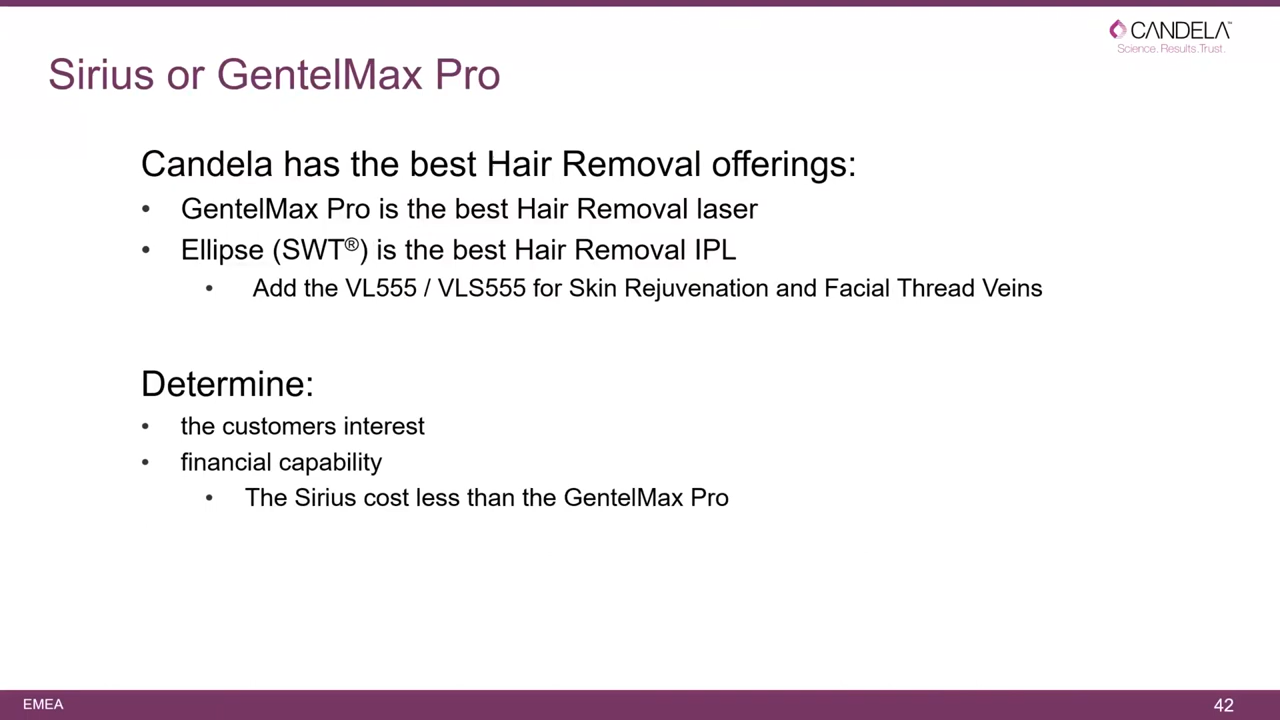 CANDELA™
Science. Results. Trust.
Sirius or GentelMax Pro
Candela has the best Hair Removal offerings:
• GentelMax Pro is the best Hair Removal laser
• Ellipse (SWT®) is the best Hair Removal IPL
• Add the VL555 / VLS555 for Skin Rejuvenation and Facial Thread Veins
Determine:
• the customers interest
• financial capability
• The Sirius cost less than the GentelMax Pro
EMEA
42